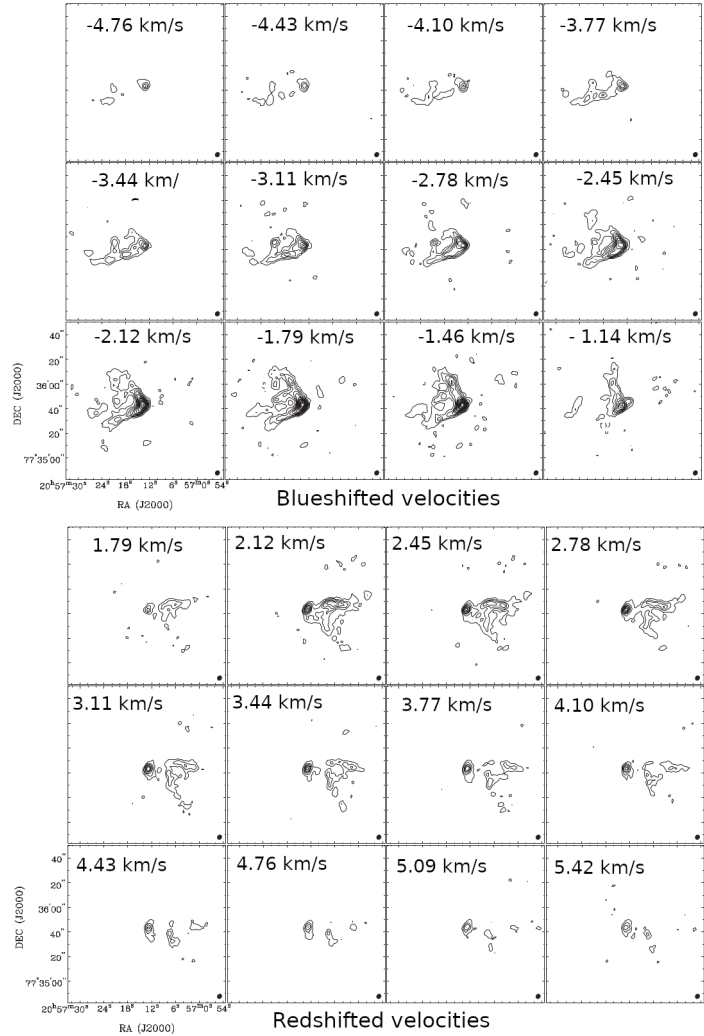 -4.76 km/s -4.43 km/s -4.10 km/s -3.77 km/s
-3.44 km/ -3.11 km/s -2.78 km/s -2.45 km/s
-2.12 km/s -1.79 km/s -1.46 km/s - 1.14 km/s
40"
20"
36'00"
40"
20"
77°35'00"
DEC (J2000)
20ʰ57ᵐ30ˢ 24ˢ 18ˢ 12ˢ 6ˢ 57ᵐ0ˢ 54ˢ
RA (J2000)
Blueshifted velocities
1.79 km/s 2.12 km/s 2.45 km/s 2.78 km/s
3.11 km/s 3.44 km/s 3.77 km/s 4.10 km/s
4.43 km/s 4.76 km/s 5.09 km/s 5.42 km/s
40"
20"
36'00"
40"
20"
77°35'00"
DEC (J2000)
20ʰ57ᵐ30ˢ 24ˢ 18ˢ 12ˢ 6ˢ 57ᵐ0ˢ 54ˢ
RA (J2000)
Redshifted velocities